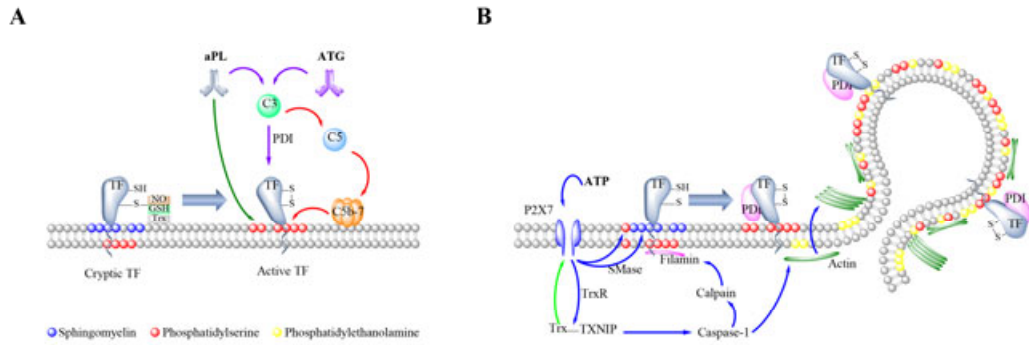 A
aPL
ATG
C3
PDI
C5
C5b-7
TF
SH
S
NO
GSH
Trx
TF
S
S
Cryptic TF
Active TF
Sphingomyelin
Phosphatidylserine
Phosphatidylethanolamine
B
ATP
P2X7
TF
SH
S
TF
S
S
PDI
TF
S
S
PDI
PDI
TF
S
S
SMase
Filamin
Actin
TrxR
Calpain
Trx
TXNIP
Caspase-1